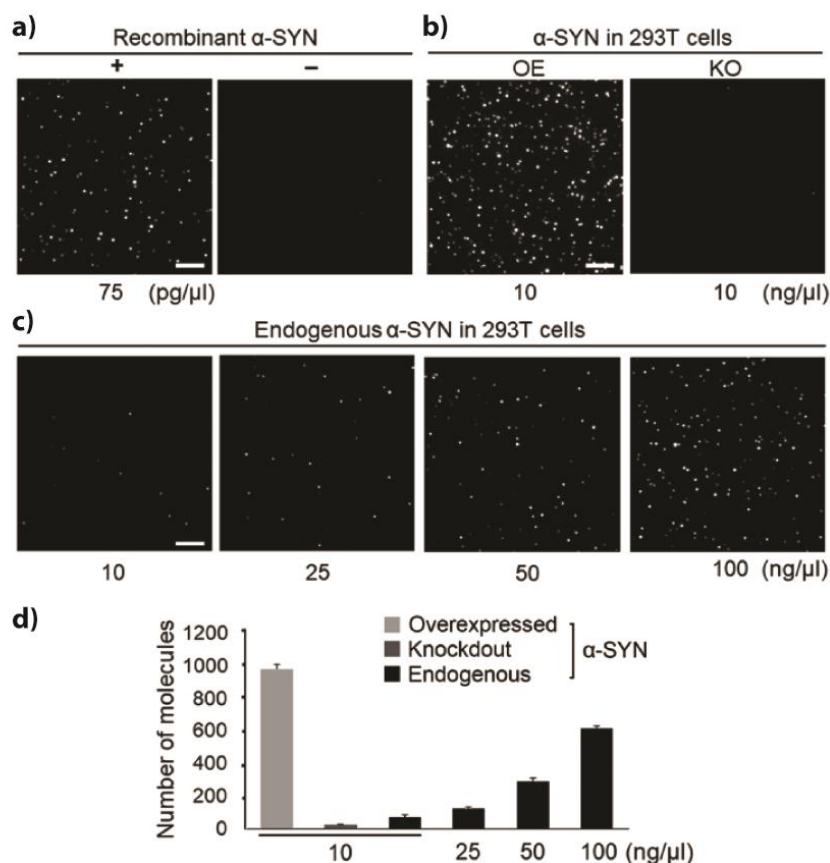 a)
Recombinant α-SYN
+ −
75 (pg/µl)
b)
α-SYN in 293T cells
OE KO
10 10 (ng/µl)
c)
Endogenous α-SYN in 293T cells
10 25 50 100 (ng/µl)
d)
Number of molecules
1200
1000
800
600
400
200
0
Overexpressed
Knockdout
Endogenous
α-SYN
10 25 50 100 (ng/µl)